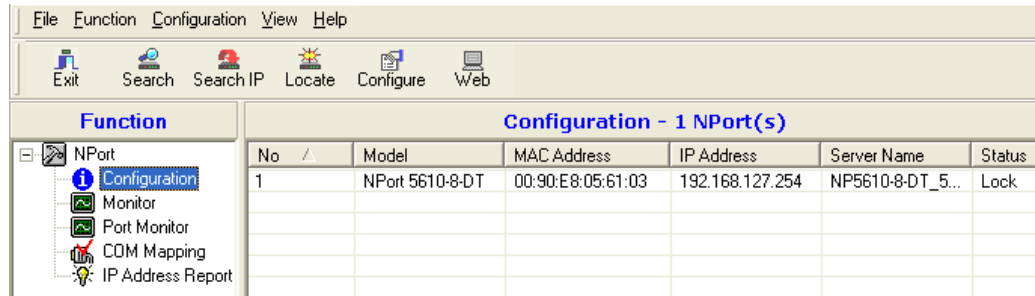 File Function Configuration View Help
Exit Search Search IP Locate Configure Web
Function
Configuration - 1 NPort(s)
NPort
Configuration
Monitor
Port Monitor
COM Mapping
IP Address Report
No Model MAC Address IP Address Server Name Status
1 NPort 5610-8-DT 00:90:E8:05:61:03 192.168.127.254 NP5610-8-DT_5... Lock